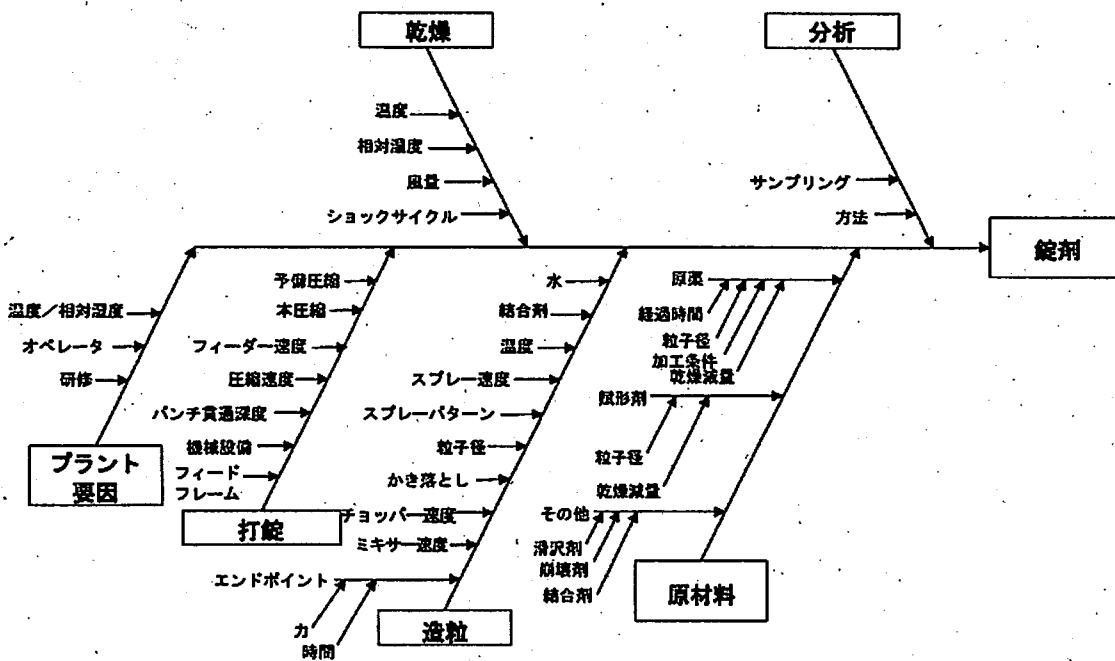 乾燥
分析
温度
相対湿度
風量
ショックサイクル
サンプリング
方法
錠剤
温度／相対湿度
オペレータ
研修
プラント
要因
予備圧縮
本圧縮
フィーダー速度
圧縮速度
パンチ貫通深度
機械設備
フィード
フレーム
打錠
水
結合剤
温度
スプレー速度
スプレーパターン
粒子径
かき落とし
チョッパー速度
ミキサー速度
エンドポイント
力
時間
造粒
原薬
経過時間
粒子径
加工条件
乾燥減量
賦形剤
粒子径
乾燥減量
その他
滑沢剤
崩壊剤
結合剤
原材料